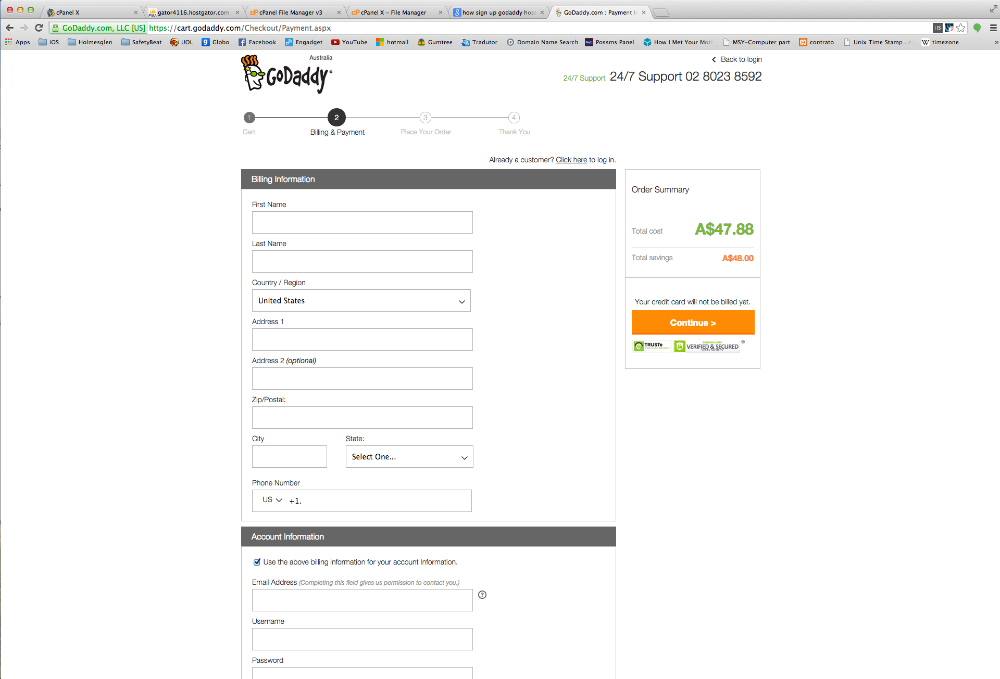 cPanel X
gator4116.hostgator.com
cPanel File Manager v3
cPanel X – File Manager
how sign up godaddy host
GoDaddy.com : Payment In
GoDaddy.com, LLC [US] https://cart.godaddy.com/Checkout/Payment.aspx
Apps iOS Holmesglen SafetyBeat UOL Globo Facebook Engadget YouTube hotmail Gumtree Tradutor Domain Name Search Possms Panel How I Met Your Moth MSY-Computer part contrato Unix Time Stamp . c timezone »
Australia
GoDaddy
Back to login
24/7 Support 24/7 Support 02 8023 8592
1 2 3 4
Cart Billing & Payment Place Your Order Thank You
Already a customer? Click here to log in.
Billing Information
First Name
Last Name
Country / Region
United States
Address 1
Address 2 (optional)
Zip/Postal:
City State:
Select One...
Phone Number
US +1.
Order Summary
Total cost A$47.88
Total savings A$48.00
Your credit card will not be billed yet.
Continue >
TRUSTe
CERTIFIED PRIVACY
GODADDY.COM
VERIFIED & SECURED
VERIFY SECURITY
Account Information
Use the above billing information for your account Information.
Email Address (Completing this field gives us permission to contact you.)
?
Username
Password